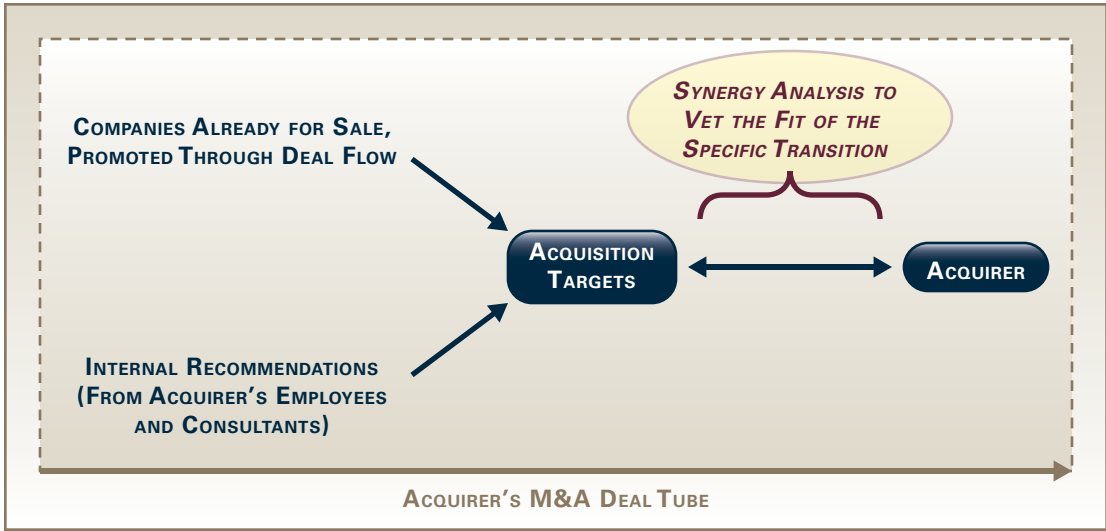 Synergy Analysis to
Vet the Fit of the
Specific Transition
Companies Already for Sale,
Promoted Through Deal Flow
Acquisition
Targets
Acquirer
Internal Recommendations
(From Acquirer's Employees
and Consultants)
Acquirer's M&A Deal Tube